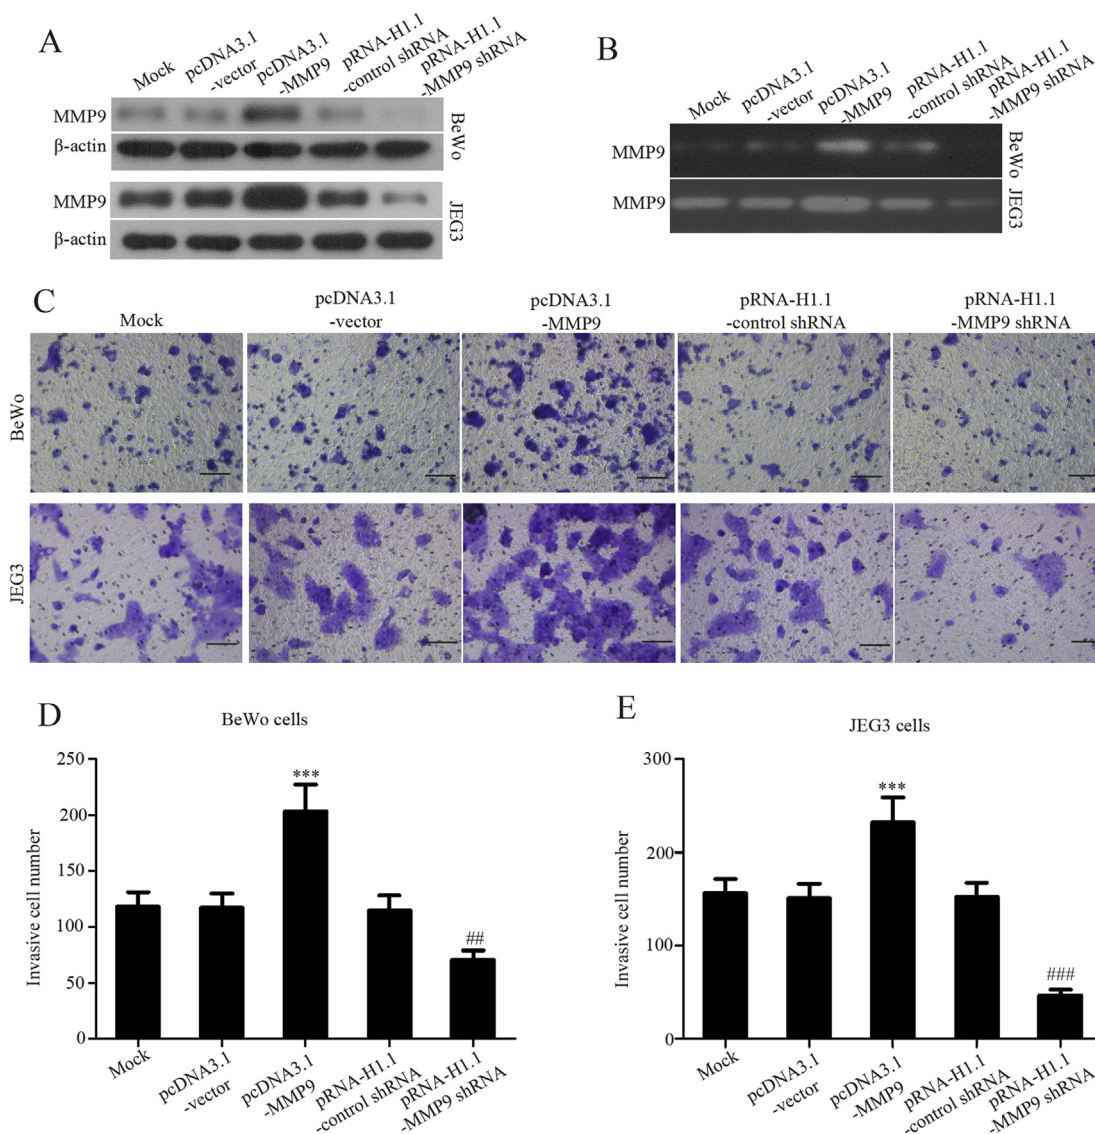 A
Mock
pcDNA3.1
-vector
pcDNA3.1
-MMP9
pRNA-H1.1
-control shRNA
pRNA-H1.1
-MMP9 shRNA
MMP9
β-actin
BeWo
MMP9
β-actin
JEG3
B
Mock
pcDNA3.1
-vector
pcDNA3.1
-MMP9
pRNA-H1.1
-control shRNA
pRNA-H1.1
-MMP9 shRNA
MMP9
BeWo
MMP9
JEG3
C
Mock
pcDNA3.1
-vector
pcDNA3.1
-MMP9
pRNA-H1.1
-control shRNA
pRNA-H1.1
-MMP9 shRNA
BeWo
JEG3
D
BeWo cells
Invasive cell number
250
200
150
100
50
0
***
##
Mock
pcDNA3.1
-vector
pcDNA3.1
-MMP9
pRNA-H1.1
-control shRNA
pRNA-H1.1
-MMP9 shRNA
E
JEG3 cells
Invasive cell number
300
200
100
0
***
###
Mock
pcDNA3.1
-vector
pcDNA3.1
-MMP9
pRNA-H1.1
-control shRNA
pRNA-H1.1
-MMP9 shRNA